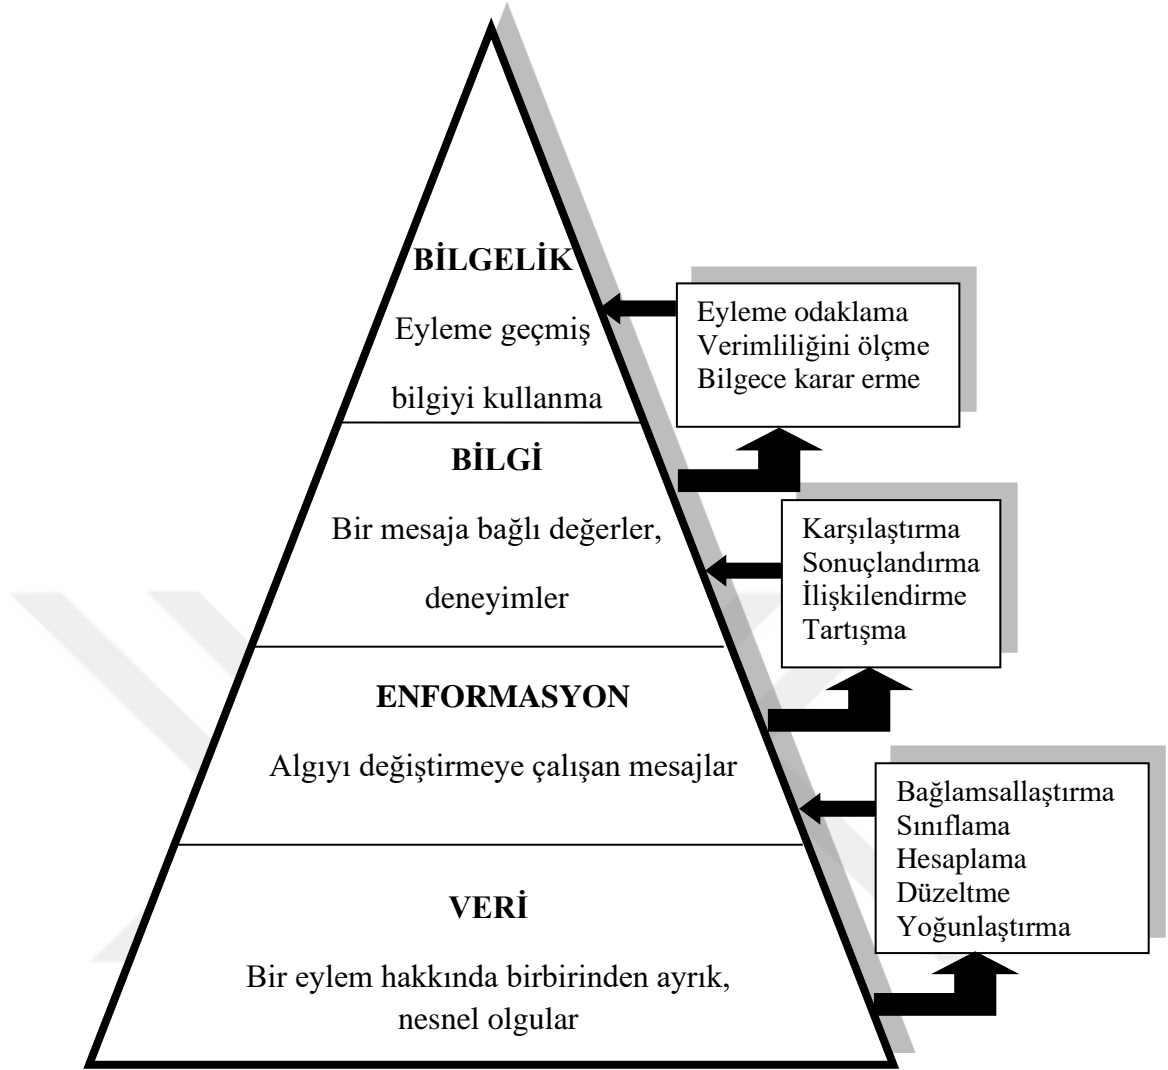 BİLGELİK
Eyleme geçmiş
bilgiyi kullanma
Eyleme odaklama
Verimliliğini ölçme
Bilgece karar erme
BİLGİ
Bir mesaja bağlı değerler,
deneyimler
Karşılaştırma
Sonuçlandırma
İlişkilendirme
Tartışma
ENFORMASYON
Algıyı değiştirmeye çalışan mesajlar
Bağlamsallaştırma
Sınıflama
Hesaplama
Düzeltme
Yoğunlaştırma
VERİ
Bir eylem hakkında birbirinden ayrık,
nesnel olgular